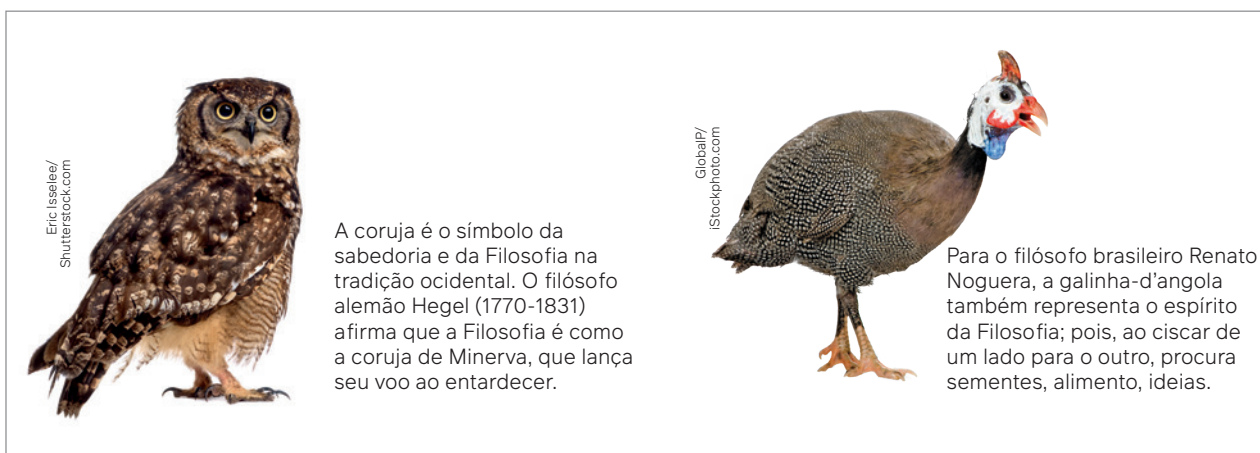 Eric Isselee/
Shutterstock.com
A coruja é o símbolo da
sabedoria e da Filosofia na
tradição ocidental. O filósofo
alemão Hegel (1770-1831)
afirma que a Filosofia é como
a coruja de Minerva, que lança
seu voo ao entardecer.
GlobalP/
iStockphoto.com
Para o filósofo brasileiro Renato
Noguera, a galinha-d’angola
também representa o espírito
da Filosofia; pois, ao ciscar de
um lado para o outro, procura
sementes, alimento, ideias.